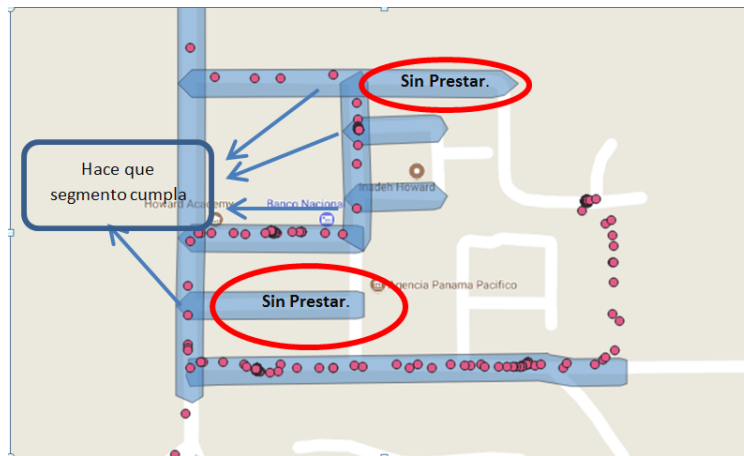 Sin Prestar.
Hace que
segmento cumpla
Inadeh Howard
Howard Academy
Banco Nacional
Agencia Panama Pacifico
Sin Prestar.